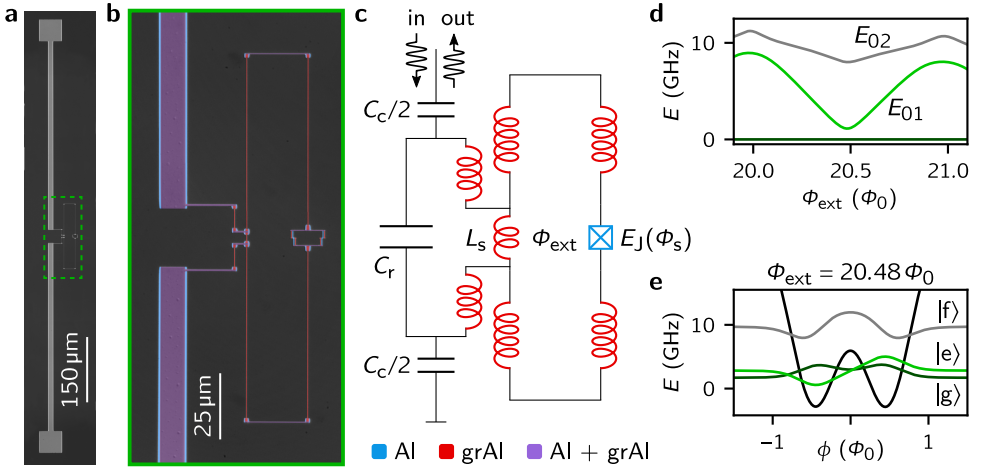 a
150 µm
b
25 µm
c
in out
C_c/2
C_r
L_s
Φ_ext
E_J(Φ_s)
C_c/2
Al
grAl
Al + grAl
d
E (GHz)
10
0
E_02
E_01
20.0 20.5 21.0
Φ_ext (Φ_0)
e
Φ_ext = 20.48 Φ_0
E (GHz)
10
0
|f⟩
|e⟩
|g⟩
−1 0 1
ϕ (Φ_0)